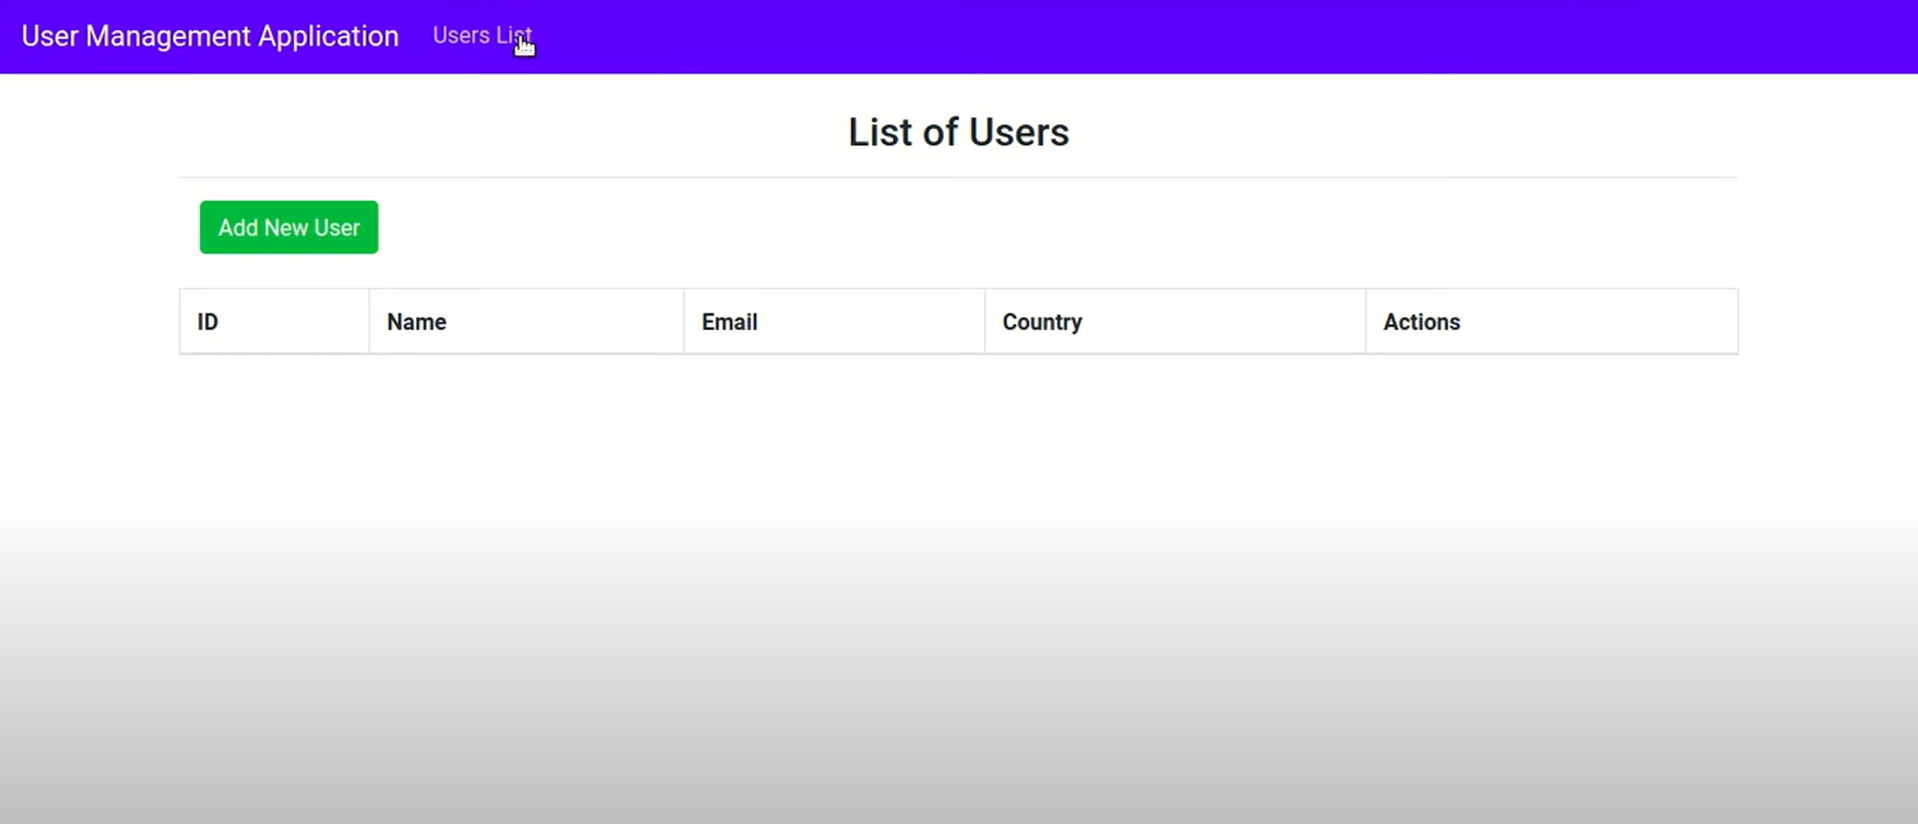 User Management Application Users List
List of Users
Add New User
ID Name Email Country Actions